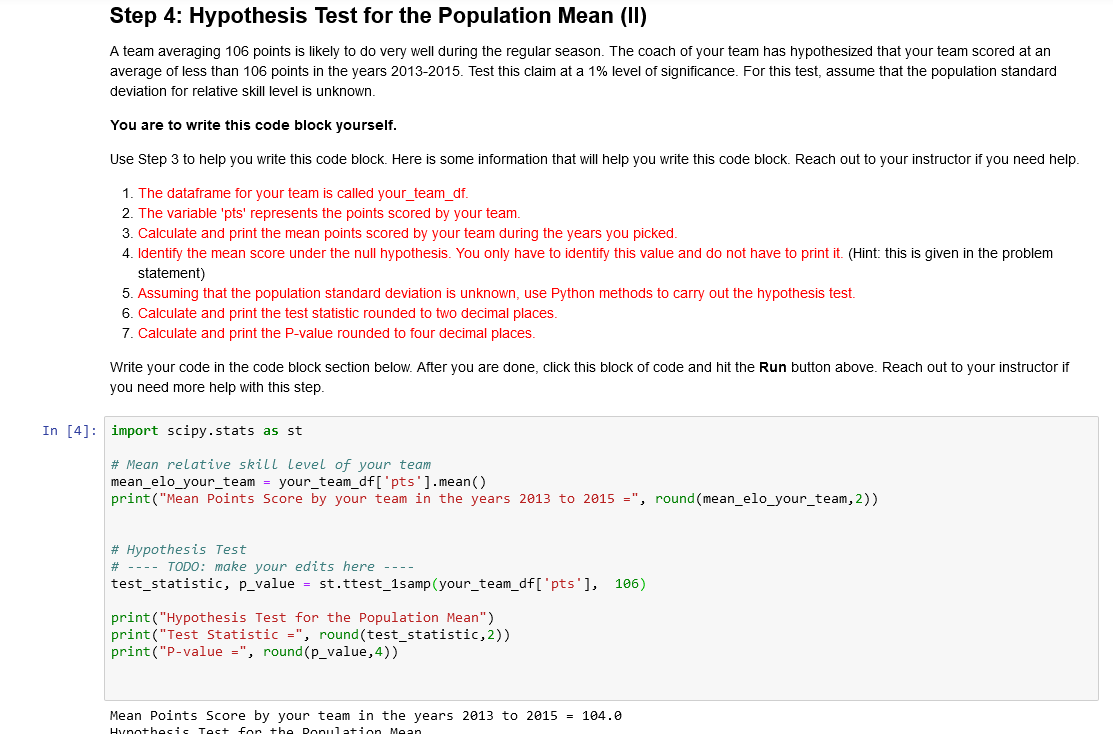 Step 4: Hypothesis Test for the Population Mean (II)
A team averaging 106 points is likely to do very well during the regular season. The coach of your team has hypothesized that your team scored at an
average of less than 106 points in the years 2013-2015. Test this claim at a 1% level of significance. For this test, assume that the population standard
deviation for relative skill level is unknown.
You are to write this code block yourself.
Use Step 3 to help you write this code block. Here is some information that will help you write this code block. Reach out to your instructor if you need help.
1. The dataframe for your team is called your_team_df.
2. The variable 'pts' represents the points scored by your team.
3. Calculate and print the mean points scored by your team during the years you picked.
4. Identify the mean score under the null hypothesis. You only have to identify this value and do not have to print it. (Hint: this is given in the problem
statement)
5. Assuming that the population standard deviation is unknown, use Python methods to carry out the hypothesis test.
6. Calculate and print the test statistic rounded to two decimal places.
7. Calculate and print the P-value rounded to four decimal places.
Write your code in the code block section below. After you are done, click this block of code and hit the Run button above. Reach out to your instructor if
you need more help with this step.
In [4]: import scipy.stats as st
# Mean relative skill level of your team
mean_elo_your_team = your_team_df['pts'].mean()
print("Mean Points Score by your team in the years 2013 to 2015 =", round(mean_elo_your_team,2))
# Hypothesis Test
# ---- TODO: make your edits here ----
test_statistic, p_value = st.ttest_1samp(your_team_df['pts'],  106)
print("Hypothesis Test for the Population Mean")
print("Test Statistic =", round(test_statistic,2))
print("P-value =", round(p_value,4))
Mean Points Score by your team in the years 2013 to 2015 = 104.0
Hypothesis Test for the Population Mean